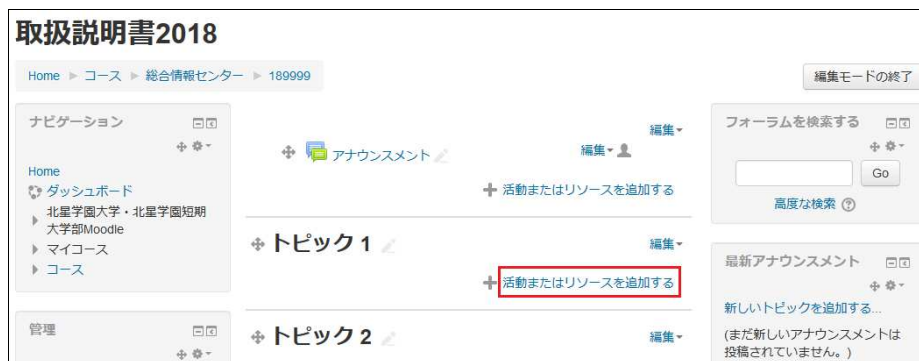 取扱説明書2018
Home ▶ コース ▶ 総合情報センター ▶ 189999
編集モードの終了
ナビゲーション
Home
ダッシュボード
北星学園大学・北星学園短期
大学部Moodle
マイコース
コース
管理
編集
アナウンスメント
編集
活動またはリソースを追加する
トピック 1
編集
活動またはリソースを追加する
トピック 2
編集
フォーラムを検索する
Go
高度な検索
最新アナウンスメント
新しいトピックを追加する...
(まだ新しいアナウンスメントは
投稿されていません。)